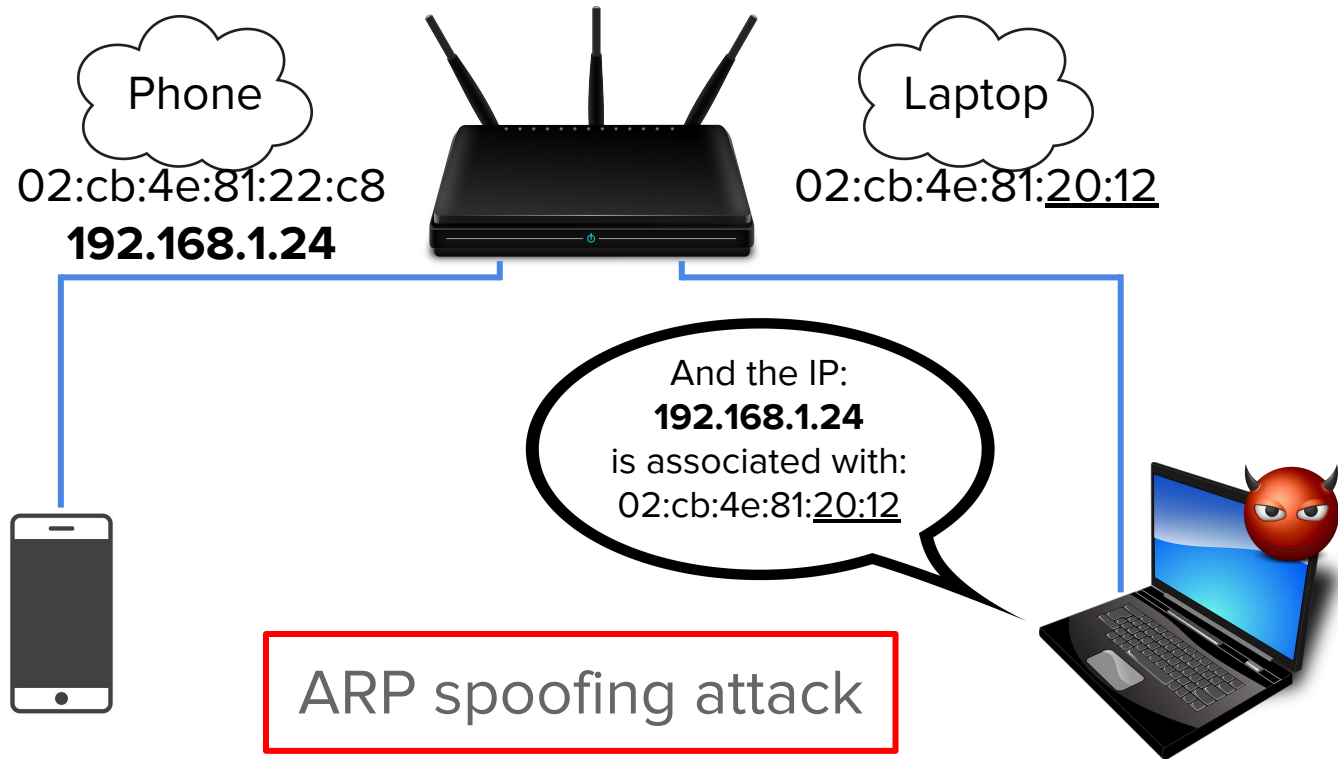 Phone
02:cb:4e:81:22:c8
192.168.1.24
Laptop
02:cb:4e:81:20:12
And the IP:
192.168.1.24
is associated with:
02:cb:4e:81:20:12
ARP spoofing attack